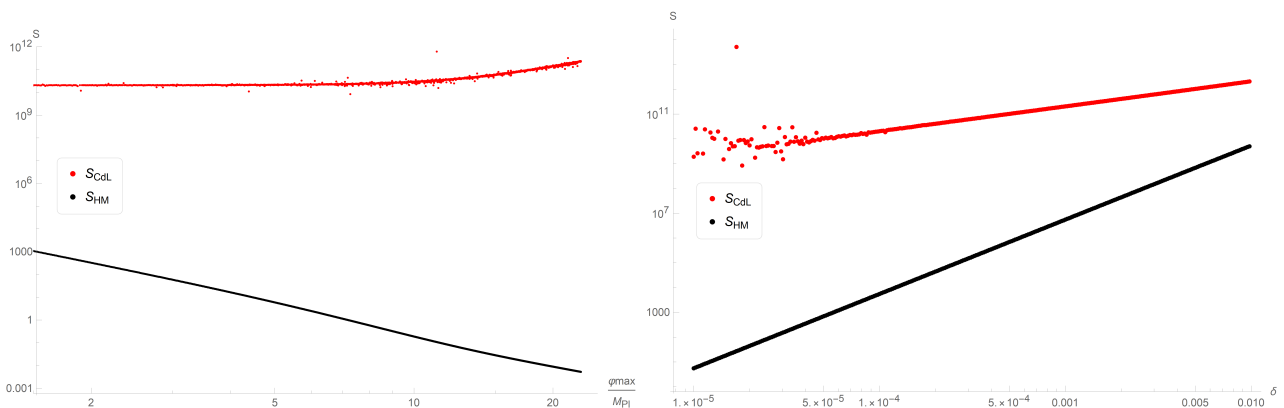 S
10^12
10^9
10^6
1000
1
0.001
S_CdL
S_HM
2 5 10 20
φmax
M_Pl
S
10^11
10^7
1000
S_CdL
S_HM
1.×10^-5 5.×10^-5 1.×10^-4 5.×10^-4 0.001 0.005 0.010 δ